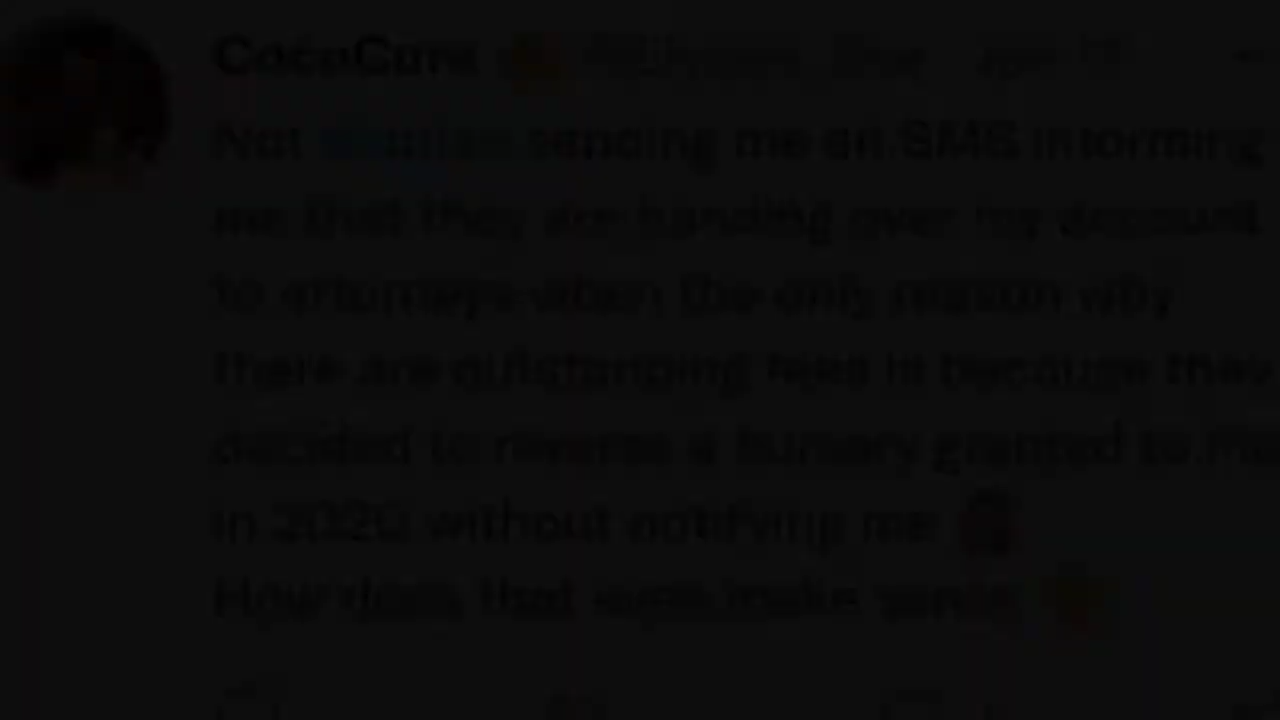 CocoCure
Not sending me an SMS informing
me that they are handing over my account
to attorneys when the only reason why
there are outstanding fees is because they
decided to reverse a bursary granted to me
in 2020 without notifying me
How does that even make sense